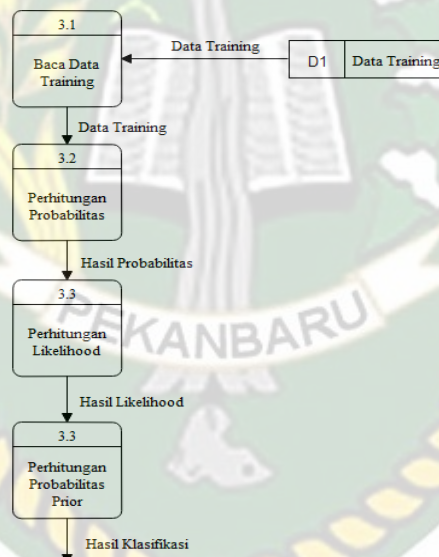 3.1
Baca Data
Training
Data Training
D1
Data Training
Data Training
3.2
Perhitungan
Probabilitas
Hasil Probabilitas
3.3
Perhitungan
Likelihood
PEKANBARU
Hasil Likelihood
3.3
Perhitungan
Probabilitas
Prior
Hasil Klasifikasi